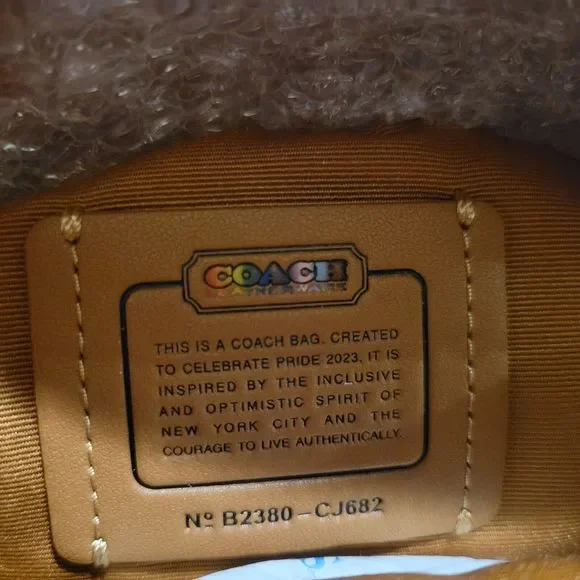 COACH
LEATHERWARE
THIS IS A COACH BAG. CREATED
TO CELEBRATE PRIDE 2023, IT IS
INSPIRED BY THE INCLUSIVE
AND OPTIMISTIC SPIRIT OF
NEW YORK CITY AND THE
COURAGE TO LIVE AUTHENTICALLY.
Nº B2380-CJ682